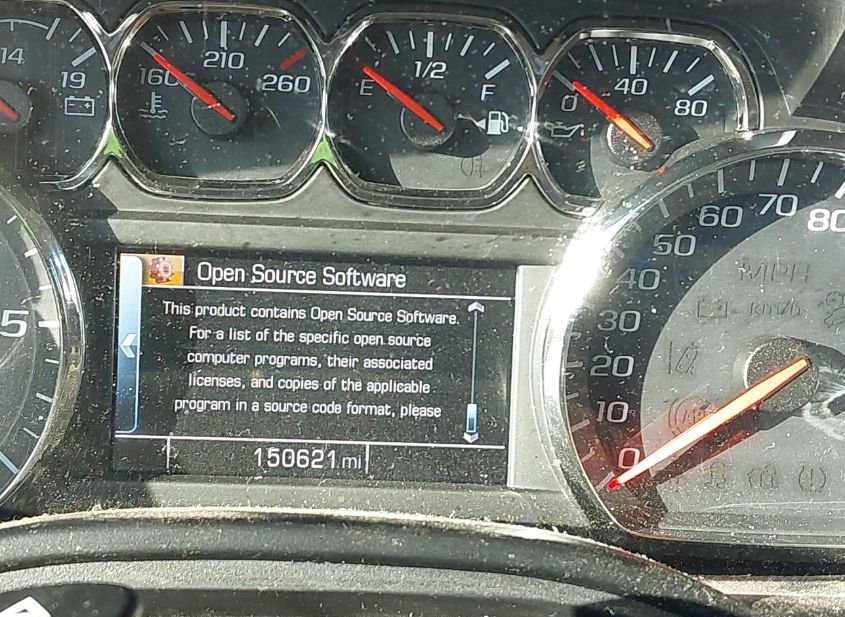 14
19
160
210
260
E
1/2
F
0
40
80
5
Open Source Software
This product contains Open Source Software.
For a list of the specific open source
computer programs, their associated
licenses, and copies of the applicable
program in a source code format, please
150621 mi
0
10
20
30
40
50
60
70
80
MPH
km/h